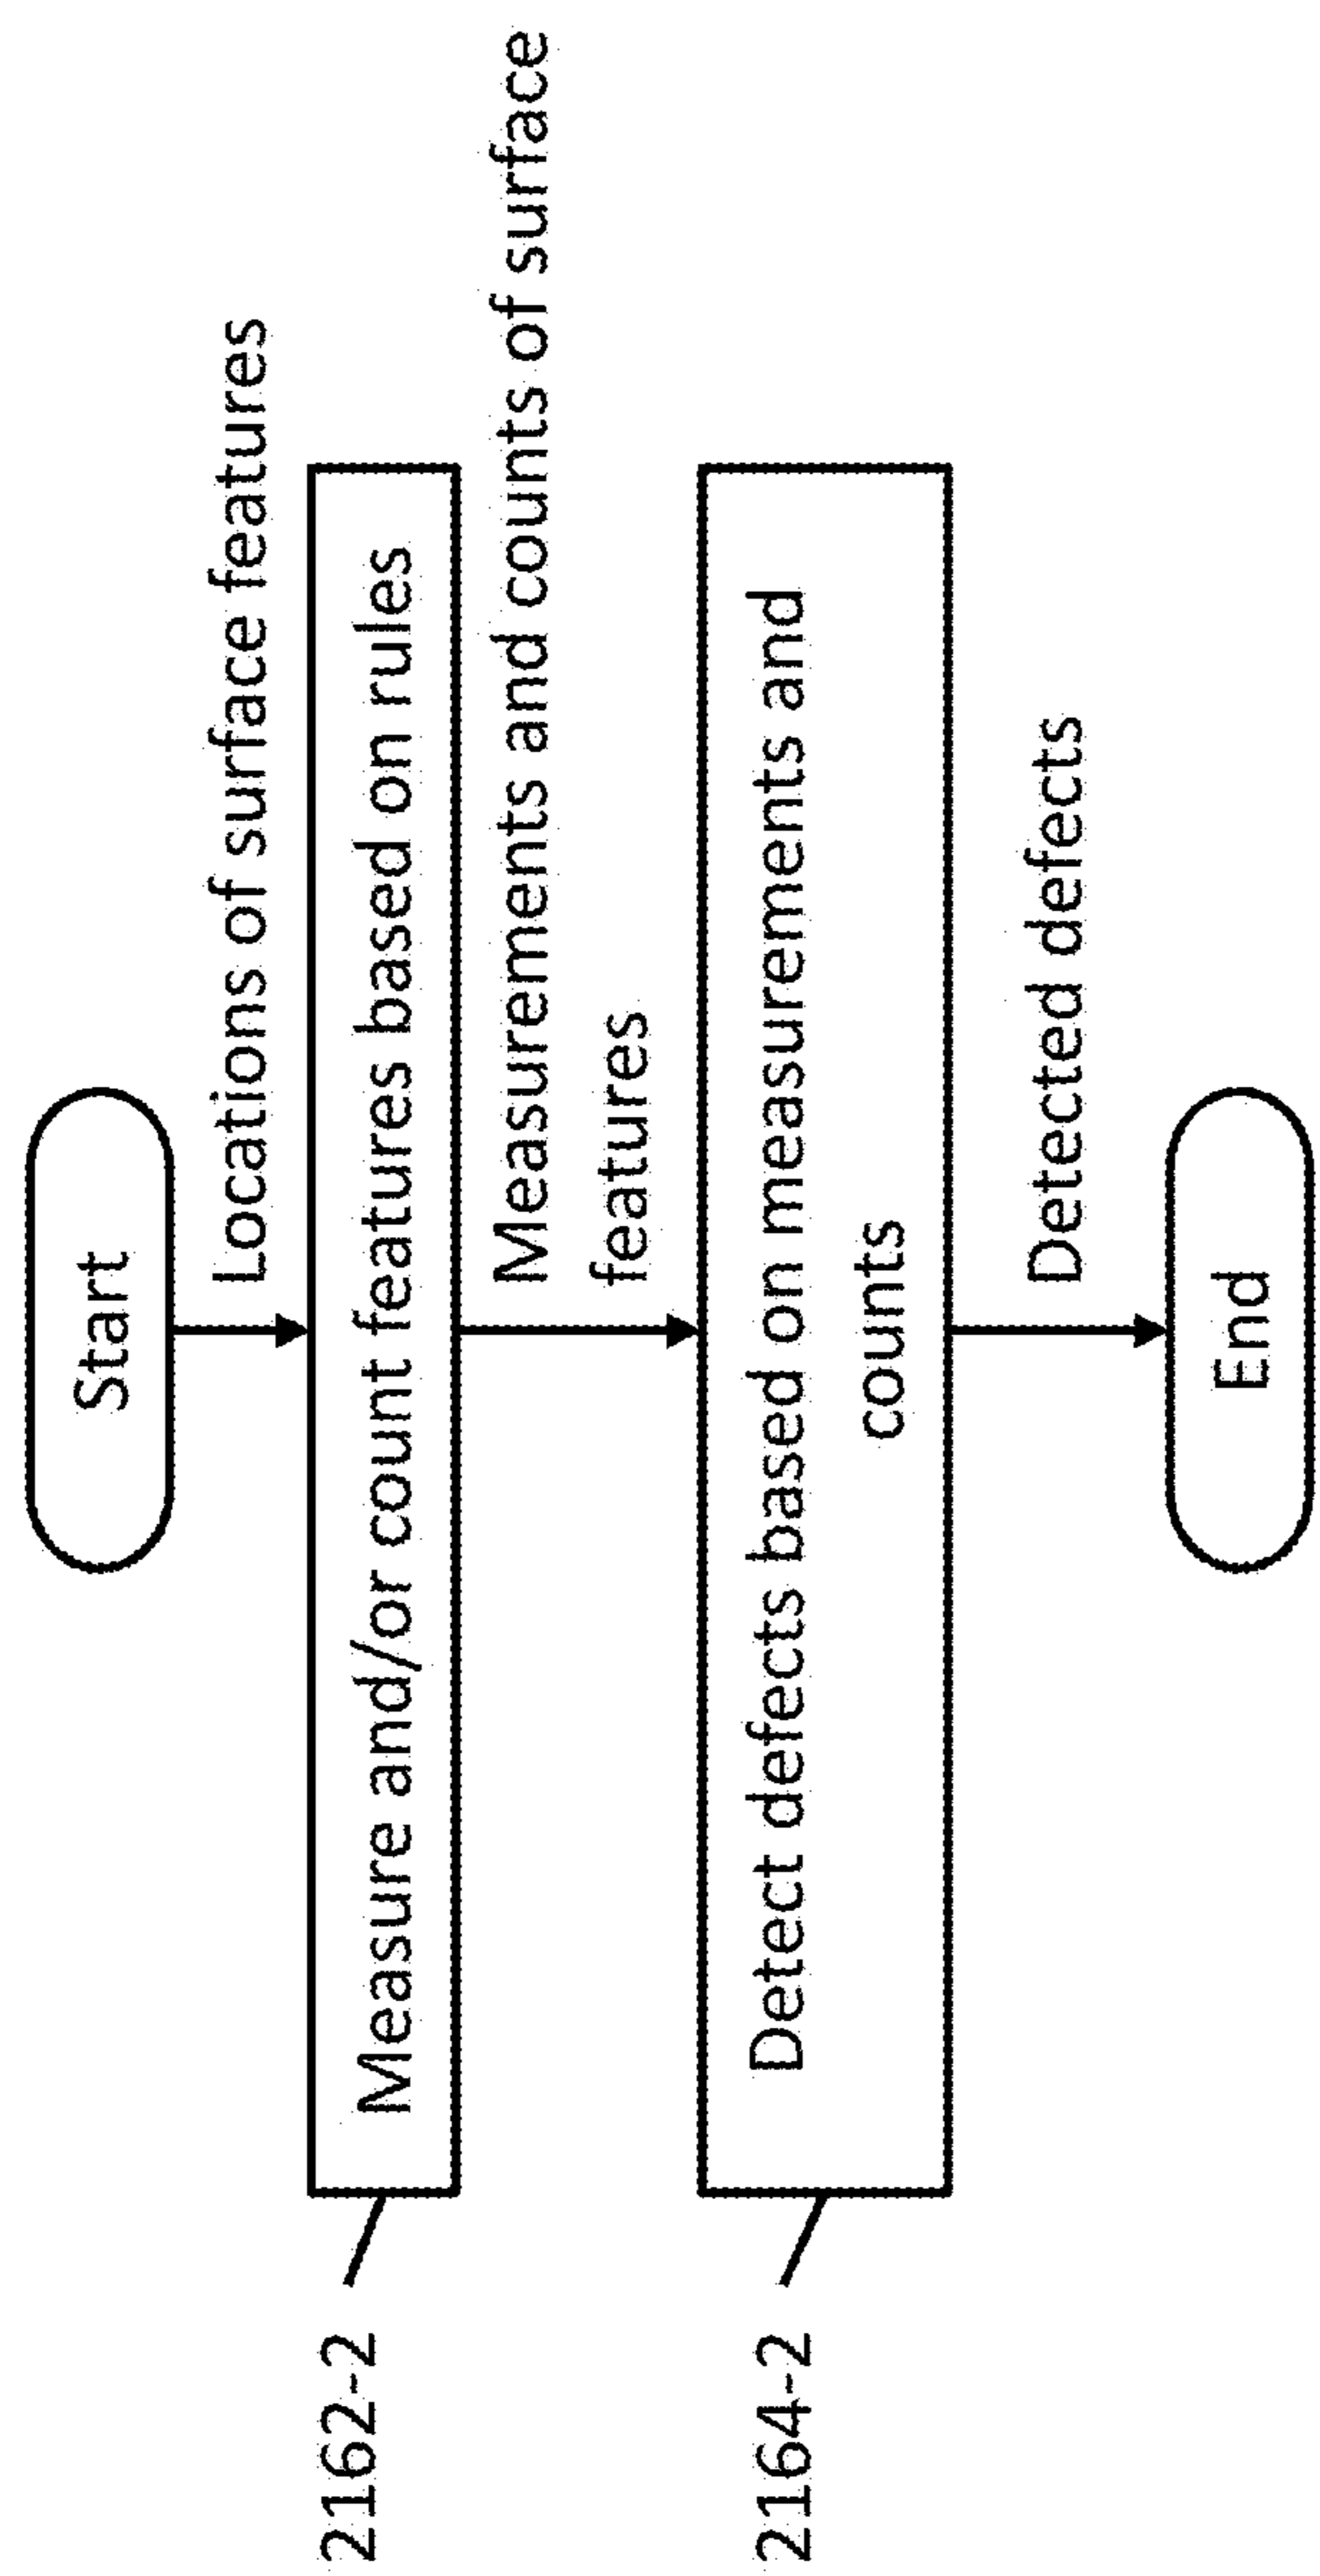 Start
Locations of surface features
2162-2
Measure and/or count features based on rules
Measurements and counts of surface
features
2164-2
Detect defects based on measurements and
counts
Detected defects
End